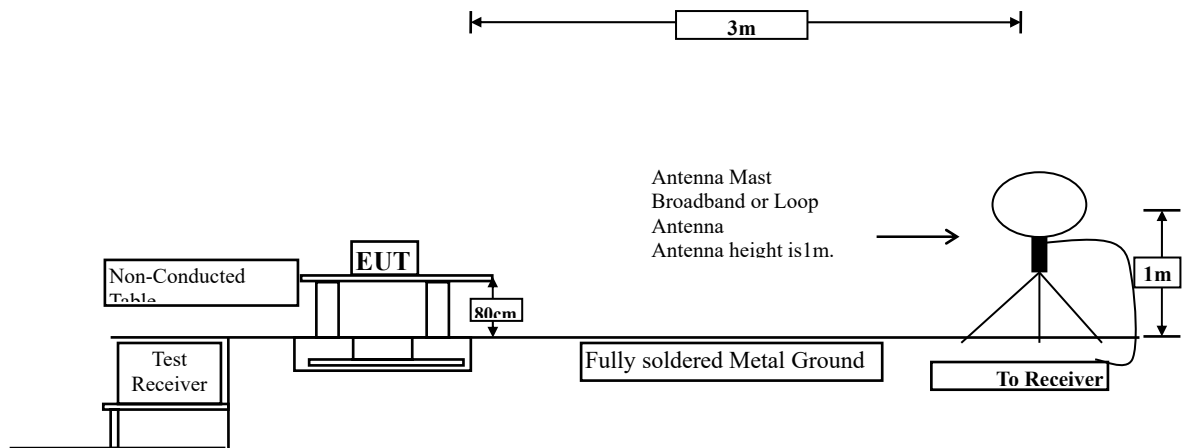 3m
Antenna Mast
Broadband or Loop
Antenna
Antenna height is1m.
EUT
Non-Conducted
Table
80cm
1m
Test
Receiver
Fully soldered Metal Ground
To Receiver